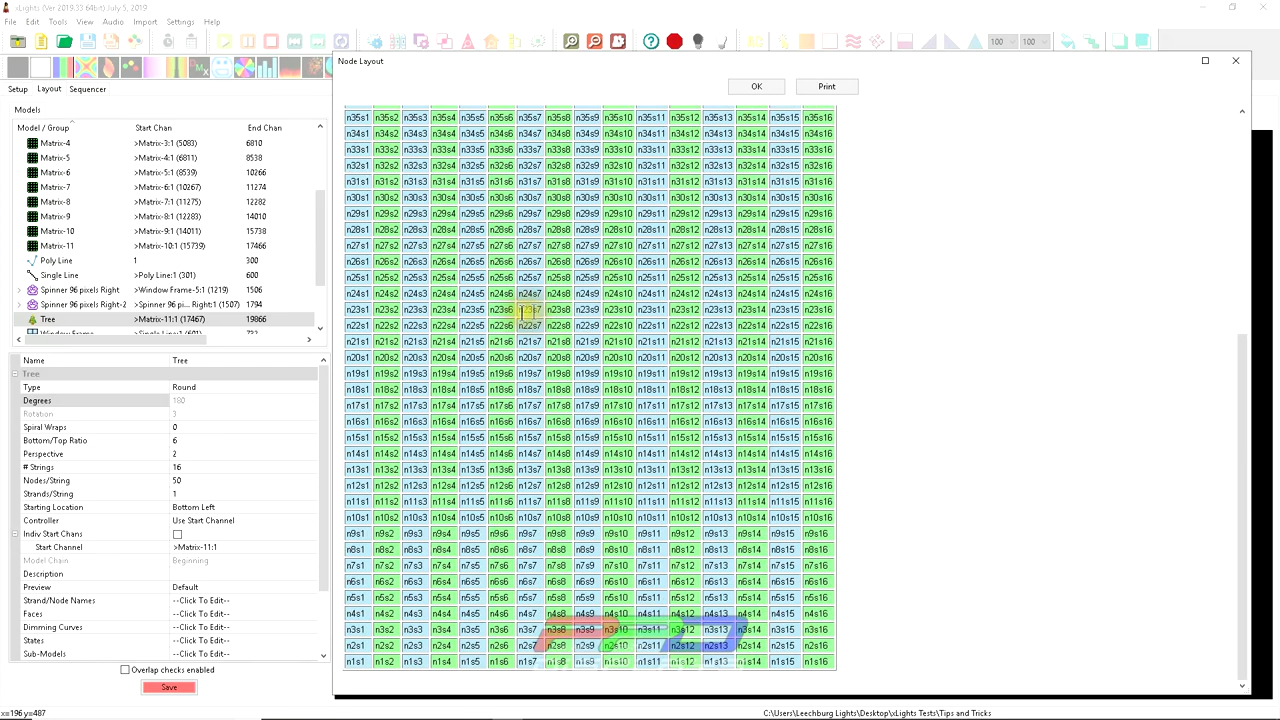 xLights (Ver 2019.33 64bit) July 5, 2019
File Edit Tools View Audio Import Settings Help
100 100
Node Layout
OK Print
Setup Layout Sequencer
Models
Model / Group Start Chan End Chan
Matrix-4 >Matrix-3:1 (5083) 6810
Matrix-5 >Matrix-4:1 (6811) 8538
Matrix-6 >Matrix-5:1 (8539) 10266
Matrix-7 >Matrix-6:1 (10267) 11274
Matrix-8 >Matrix-7:1 (11275) 12282
Matrix-9 >Matrix-8:1 (12283) 14010
Matrix-10 >Matrix-9:1 (14011) 15738
Matrix-11 >Matrix-10:1 (15739) 17466
Poly Line 1 300
Single Line >Poly Line:1 (301) 600
Spinner 96 pixels Right >Window Frame-5:1 (1219) 1506
Spinner 96 pixels Right-2 >Spinner 96 pi... Right:1 (1507) 1794
Tree >Matrix-11:1 (17467) 19866
Window Frame >Single Line:1 (601) 732
Name Tree
Tree
Type Round
Degrees 180
Rotation 3
Spiral Wraps 0
Bottom/Top Ratio 6
Perspective 2
# Strings 16
Nodes/String 50
Strands/String 1
Starting Location Bottom Left
Controller Use Start Channel
Indiv Start Chans
Start Channel >Matrix-11:1
Model Chain Beginning
Description
Preview Default
Strand/Node Names --Click To Edit--
Faces --Click To Edit--
Dimming Curves --Click To Edit--
States --Click To Edit--
Sub-Models --Click To Edit--
Overlap checks enabled
Save
n35s1 n35s2 n35s3 n35s4 n35s5 n35s6 n35s7 n35s8 n35s9 n35s10 n35s11 n35s12 n35s13 n35s14 n35s15 n35s16
n34s1 n34s2 n34s3 n34s4 n34s5 n34s6 n34s7 n34s8 n34s9 n34s10 n34s11 n34s12 n34s13 n34s14 n34s15 n34s16
n33s1 n33s2 n33s3 n33s4 n33s5 n33s6 n33s7 n33s8 n33s9 n33s10 n33s11 n33s12 n33s13 n33s14 n33s15 n33s16
n32s1 n32s2 n32s3 n32s4 n32s5 n32s6 n32s7 n32s8 n32s9 n32s10 n32s11 n32s12 n32s13 n32s14 n32s15 n32s16
n31s1 n31s2 n31s3 n31s4 n31s5 n31s6 n31s7 n31s8 n31s9 n31s10 n31s11 n31s12 n31s13 n31s14 n31s15 n31s16
n30s1 n30s2 n30s3 n30s4 n30s5 n30s6 n30s7 n30s8 n30s9 n30s10 n30s11 n30s12 n30s13 n30s14 n30s15 n30s16
n29s1 n29s2 n29s3 n29s4 n29s5 n29s6 n29s7 n29s8 n29s9 n29s10 n29s11 n29s12 n29s13 n29s14 n29s15 n29s16
n28s1 n28s2 n28s3 n28s4 n28s5 n28s6 n28s7 n28s8 n28s9 n28s10 n28s11 n28s12 n28s13 n28s14 n28s15 n28s16
n27s1 n27s2 n27s3 n27s4 n27s5 n27s6 n27s7 n27s8 n27s9 n27s10 n27s11 n27s12 n27s13 n27s14 n27s15 n27s16
n26s1 n26s2 n26s3 n26s4 n26s5 n26s6 n26s7 n26s8 n26s9 n26s10 n26s11 n26s12 n26s13 n26s14 n26s15 n26s16
n25s1 n25s2 n25s3 n25s4 n25s5 n25s6 n25s7 n25s8 n25s9 n25s10 n25s11 n25s12 n25s13 n25s14 n25s15 n25s16
n24s1 n24s2 n24s3 n24s4 n24s5 n24s6 n24s7 n24s8 n24s9 n24s10 n24s11 n24s12 n24s13 n24s14 n24s15 n24s16
n23s1 n23s2 n23s3 n23s4 n23s5 n23s6 n23s7 n23s8 n23s9 n23s10 n23s11 n23s12 n23s13 n23s14 n23s15 n23s16
n22s1 n22s2 n22s3 n22s4 n22s5 n22s6 n22s7 n22s8 n22s9 n22s10 n22s11 n22s12 n22s13 n22s14 n22s15 n22s16
n21s1 n21s2 n21s3 n21s4 n21s5 n21s6 n21s7 n21s8 n21s9 n21s10 n21s11 n21s12 n21s13 n21s14 n21s15 n21s16
n20s1 n20s2 n20s3 n20s4 n20s5 n20s6 n20s7 n20s8 n20s9 n20s10 n20s11 n20s12 n20s13 n20s14 n20s15 n20s16
n19s1 n19s2 n19s3 n19s4 n19s5 n19s6 n19s7 n19s8 n19s9 n19s10 n19s11 n19s12 n19s13 n19s14 n19s15 n19s16
n18s1 n18s2 n18s3 n18s4 n18s5 n18s6 n18s7 n18s8 n18s9 n18s10 n18s11 n18s12 n18s13 n18s14 n18s15 n18s16
n17s1 n17s2 n17s3 n17s4 n17s5 n17s6 n17s7 n17s8 n17s9 n17s10 n17s11 n17s12 n17s13 n17s14 n17s15 n17s16
n16s1 n16s2 n16s3 n16s4 n16s5 n16s6 n16s7 n16s8 n16s9 n16s10 n16s11 n16s12 n16s13 n16s14 n16s15 n16s16
n15s1 n15s2 n15s3 n15s4 n15s5 n15s6 n15s7 n15s8 n15s9 n15s10 n15s11 n15s12 n15s13 n15s14 n15s15 n15s16
n14s1 n14s2 n14s3 n14s4 n14s5 n14s6 n14s7 n14s8 n14s9 n14s10 n14s11 n14s12 n14s13 n14s14 n14s15 n14s16
n13s1 n13s2 n13s3 n13s4 n13s5 n13s6 n13s7 n13s8 n13s9 n13s10 n13s11 n13s12 n13s13 n13s14 n13s15 n13s16
n12s1 n12s2 n12s3 n12s4 n12s5 n12s6 n12s7 n12s8 n12s9 n12s10 n12s11 n12s12 n12s13 n12s14 n12s15 n12s16
n11s1 n11s2 n11s3 n11s4 n11s5 n11s6 n11s7 n11s8 n11s9 n11s10 n11s11 n11s12 n11s13 n11s14 n11s15 n11s16
n10s1 n10s2 n10s3 n10s4 n10s5 n10s6 n10s7 n10s8 n10s9 n10s10 n10s11 n10s12 n10s13 n10s14 n10s15 n10s16
n9s1 n9s2 n9s3 n9s4 n9s5 n9s6 n9s7 n9s8 n9s9 n9s10 n9s11 n9s12 n9s13 n9s14 n9s15 n9s16
n8s1 n8s2 n8s3 n8s4 n8s5 n8s6 n8s7 n8s8 n8s9 n8s10 n8s11 n8s12 n8s13 n8s14 n8s15 n8s16
n7s1 n7s2 n7s3 n7s4 n7s5 n7s6 n7s7 n7s8 n7s9 n7s10 n7s11 n7s12 n7s13 n7s14 n7s15 n7s16
n6s1 n6s2 n6s3 n6s4 n6s5 n6s6 n6s7 n6s8 n6s9 n6s10 n6s11 n6s12 n6s13 n6s14 n6s15 n6s16
n5s1 n5s2 n5s3 n5s4 n5s5 n5s6 n5s7 n5s8 n5s9 n5s10 n5s11 n5s12 n5s13 n5s14 n5s15 n5s16
n4s1 n4s2 n4s3 n4s4 n4s5 n4s6 n4s7 n4s8 n4s9 n4s10 n4s11 n4s12 n4s13 n4s14 n4s15 n4s16
n3s1 n3s2 n3s3 n3s4 n3s5 n3s6 n3s7 n3s8 n3s9 n3s10 n3s11 n3s12 n3s13 n3s14 n3s15 n3s16
n2s1 n2s2 n2s3 n2s4 n2s5 n2s6 n2s7 n2s8 n2s9 n2s10 n2s11 n2s12 n2s13 n2s14 n2s15 n2s16
n1s1 n1s2 n1s3 n1s4 n1s5 n1s6 n1s7 n1s8 n1s9 n1s10 n1s11 n1s12 n1s13 n1s14 n1s15 n1s16
x=196 y=487 C:\Users\Leechburg Lights\Desktop\xLights Tests\Tips and Tricks